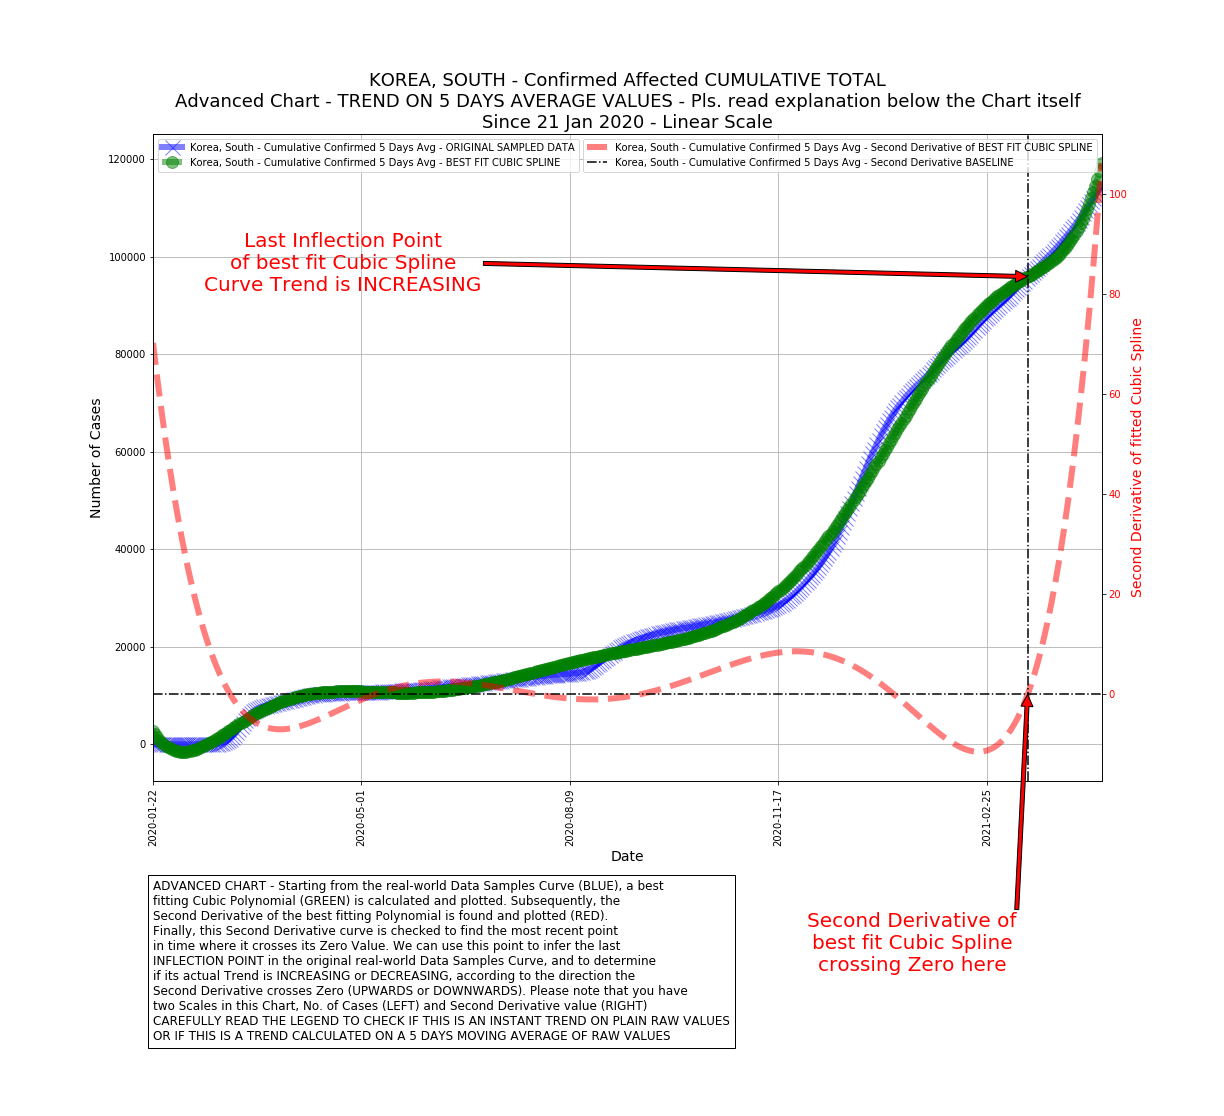 KOREA, SOUTH - Confirmed Affected CUMULATIVE TOTAL
Advanced Chart - TREND ON 5 DAYS AVERAGE VALUES - Pls. read explanation below the Chart itself
Since 21 Jan 2020 - Linear Scale
Korea, South - Cumulative Confirmed 5 Days Avg - ORIGINAL SAMPLED DATA
Korea, South - Cumulative Confirmed 5 Days Avg - BEST FIT CUBIC SPLINE
Korea, South - Cumulative Confirmed 5 Days Avg - Second Derivative of BEST FIT CUBIC SPLINE
Korea, South - Cumulative Confirmed 5 Days Avg - Second Derivative BASELINE
Last Inflection Point
of best fit Cubic Spline
Curve Trend is INCREASING
Number of Cases
120000
100000
80000
60000
40000
20000
0
Second Derivative of fitted Cubic Spline
100
80
60
40
20
0
2020-01-22
2020-05-01
2020-08-09
2020-11-17
2021-02-25
Date
ADVANCED CHART - Starting from the real-world Data Samples Curve (BLUE), a best
fitting Cubic Polynomial (GREEN) is calculated and plotted. Subsequently, the
Second Derivative of the best fitting Polynomial is found and plotted (RED).
Finally, this Second Derivative curve is checked to find the most recent point
in time where it crosses its Zero Value. We can use this point to infer the last
INFLECTION POINT in the original real-world Data Samples Curve, and to determine
if its actual Trend is INCREASING or DECREASING, according to the direction the
Second Derivative crosses Zero (UPWARDS or DOWNWARDS). Please note that you have
two Scales in this Chart, No. of Cases (LEFT) and Second Derivative value (RIGHT)
CAREFULLY READ THE LEGEND TO CHECK IF THIS IS AN INSTANT TREND ON PLAIN RAW VALUES
OR IF THIS IS A TREND CALCULATED ON A 5 DAYS MOVING AVERAGE OF RAW VALUES
Second Derivative of
best fit Cubic Spline
crossing Zero here